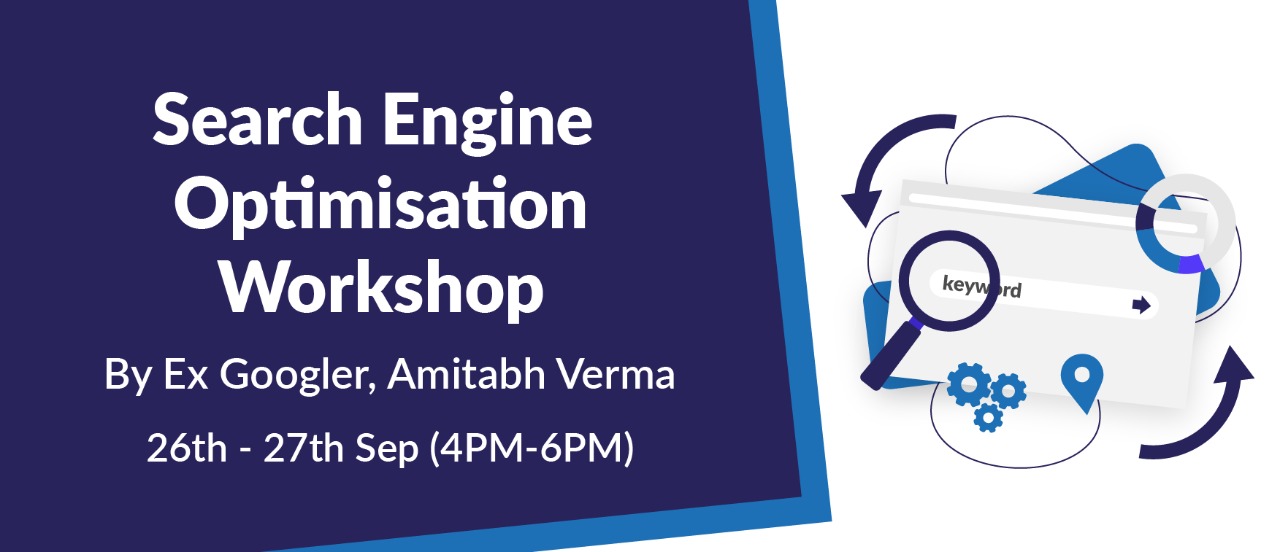 Search Engine
Optimisation
Workshop
By Ex Googler, Amitabh Verma
26th - 27th Sep (4PM-6PM)
keyword